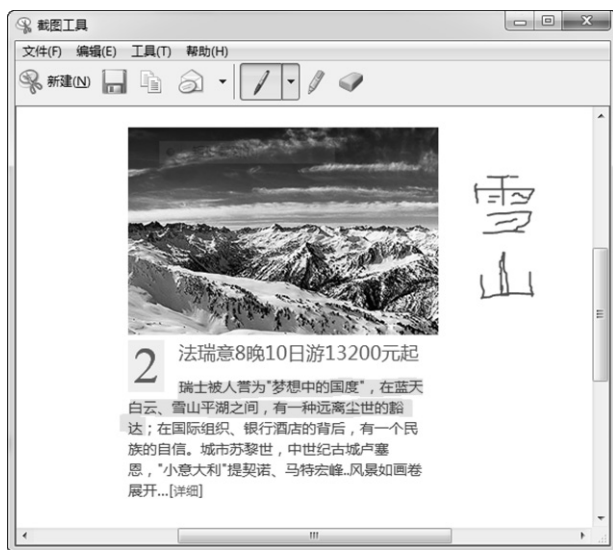 截图工具
文件(F) 编辑(E) 工具(T) 帮助(H)
新建(N)
雪
山
2
法瑞意8晚10日游13200元起
瑞士被人誉为"梦想中的国度"，在蓝天
白云、雪山平湖之间，有一种远离尘世的豁
达；在国际组织、银行酒店的背后，有一个民
族的自信。城市苏黎世，中世纪古城卢塞
恩，"小意大利"提契诺、马特宏峰..风景如画卷
展开...[详细]